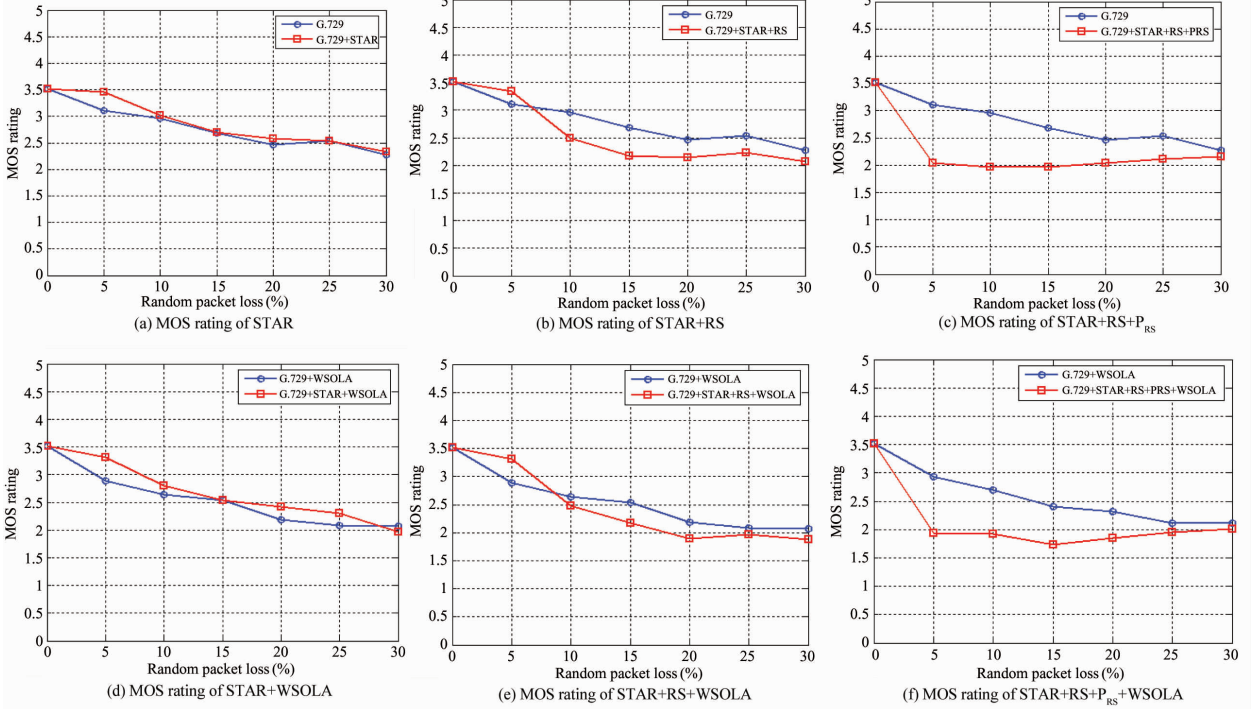 5
4.5
4
3.5
3
2.5
2
1.5
1
0.5
0
MOS rating
G.729
G.729+STAR
0 5 10 15 20 25 30
Random packet loss (%)
(a) MOS rating of STAR
5
4.5
4
3.5
3
2.5
2
1.5
1
0.5
0
MOS rating
G.729
G.729+STAR+RS
0 5 10 15 20 25 30
Random packet loss (%)
(b) MOS rating of STAR+RS
5
4.5
4
3.5
3
2.5
2
1.5
1
0.5
0
MOS rating
G.729
G.729+STAR+RS+PRS
0 5 10 15 20 25 30
Random packet loss (%)
(c) MOS rating of STAR+RS+PRS
5
4.5
4
3.5
3
2.5
2
1.5
1
0.5
0
MOS rating
G.729+WSOLA
G.729+STAR+WSOLA
0 5 10 15 20 25 30
Random packet loss (%)
(d) MOS rating of STAR+WSOLA
5
4.5
4
3.5
3
2.5
2
1.5
1
0.5
0
MOS rating
G.729+WSOLA
G.729+STAR+RS+WSOLA
0 5 10 15 20 25 30
Random packet loss (%)
(e) MOS rating of STAR+RS+WSOLA
5
4.5
4
3.5
3
2.5
2
1.5
1
0.5
0
MOS rating
G.729+WSOLA
G.729+STAR+RS+PRS+WSOLA
0 5 10 15 20 25 30
Random packet loss (%)
(f) MOS rating of STAR+RS+PRS+WSOLA